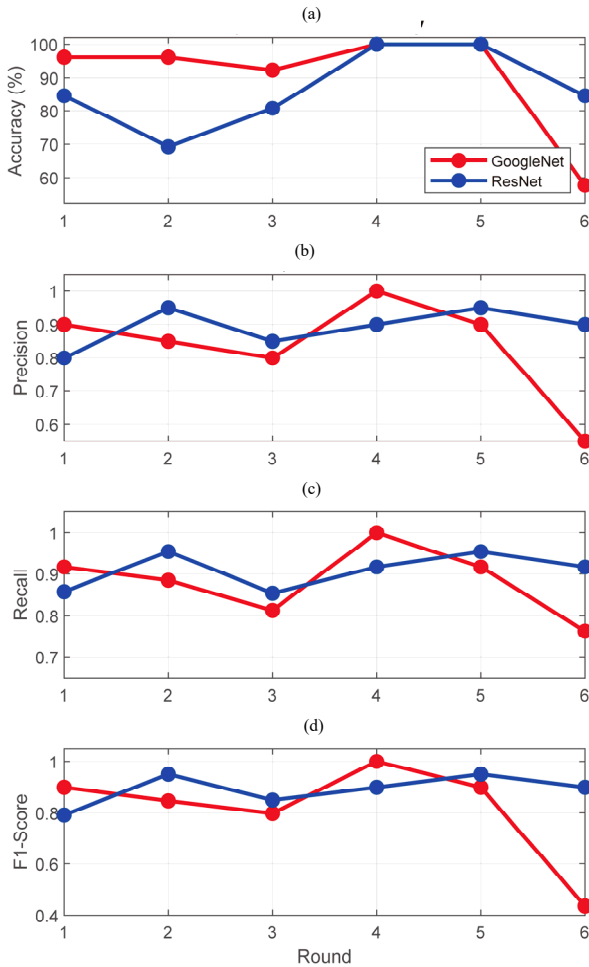 (a)
100
90
80
70
60
Accuracy (%)
GoogleNet
ResNet
1 2 3 4 5 6
(b)
1
0.9
0.8
0.7
0.6
Precision
1 2 3 4 5 6
(c)
1
0.9
0.8
0.7
Recall
1 2 3 4 5 6
(d)
1
0.8
0.6
0.4
F1-Score
1 2 3 4 5 6
Round